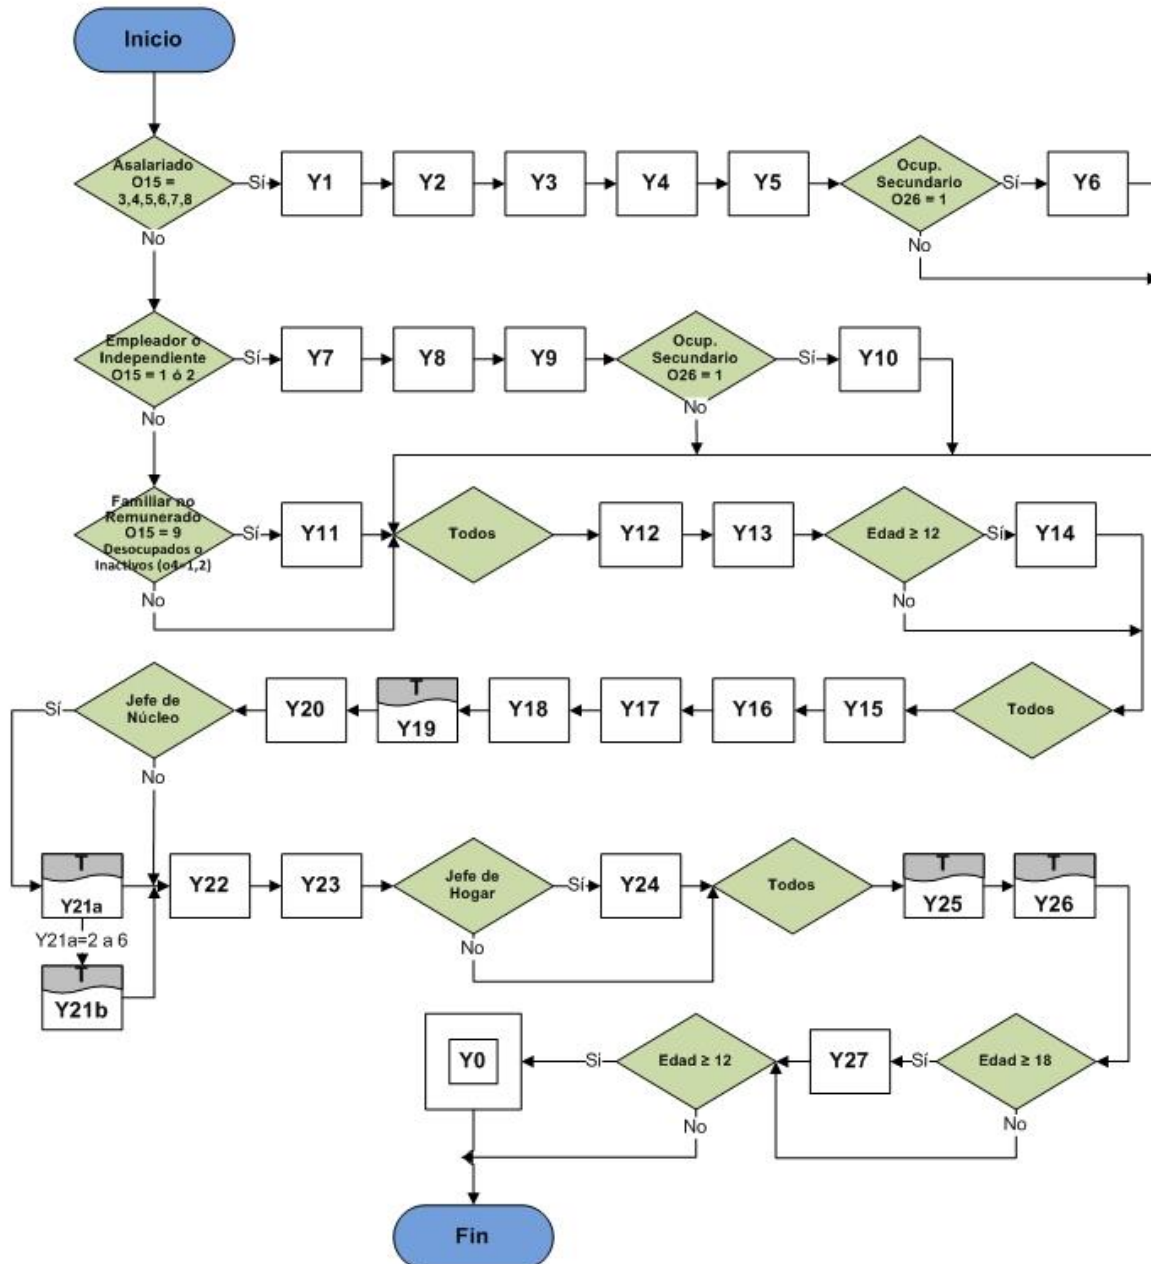 Inicio
Asalariado
O15 =
3,4,5,6,7,8
Sí
Y1
Y2
Y3
Y4
Y5
Ocup.
Secundario
O26 = 1
Sí
Y6
No
No
Empleador o
Independiente
O15 = 1 ó 2
Sí
Y7
Y8
Y9
Ocup.
Secundario
O26 = 1
Sí
Y10
No
No
Familiar no
Remunerado
O15 = 9
Desocupados o
Inactivos (o4=1,2)
Sí
Y11
Todos
Y12
Y13
Edad ≥ 12
Sí
Y14
No
No
Sí
Jefe de
Núcleo
Y20
T
Y19
Y18
Y17
Y16
Y15
Todos
No
T
Y21a
Y22
Y23
Jefe de
Hogar
Sí
Y24
Todos
T
Y25
T
Y26
Y21a=2 a 6
No
T
Y21b
Y0
Si
Edad ≥ 12
Y27
Sí
Edad ≥ 18
No
No
Fin